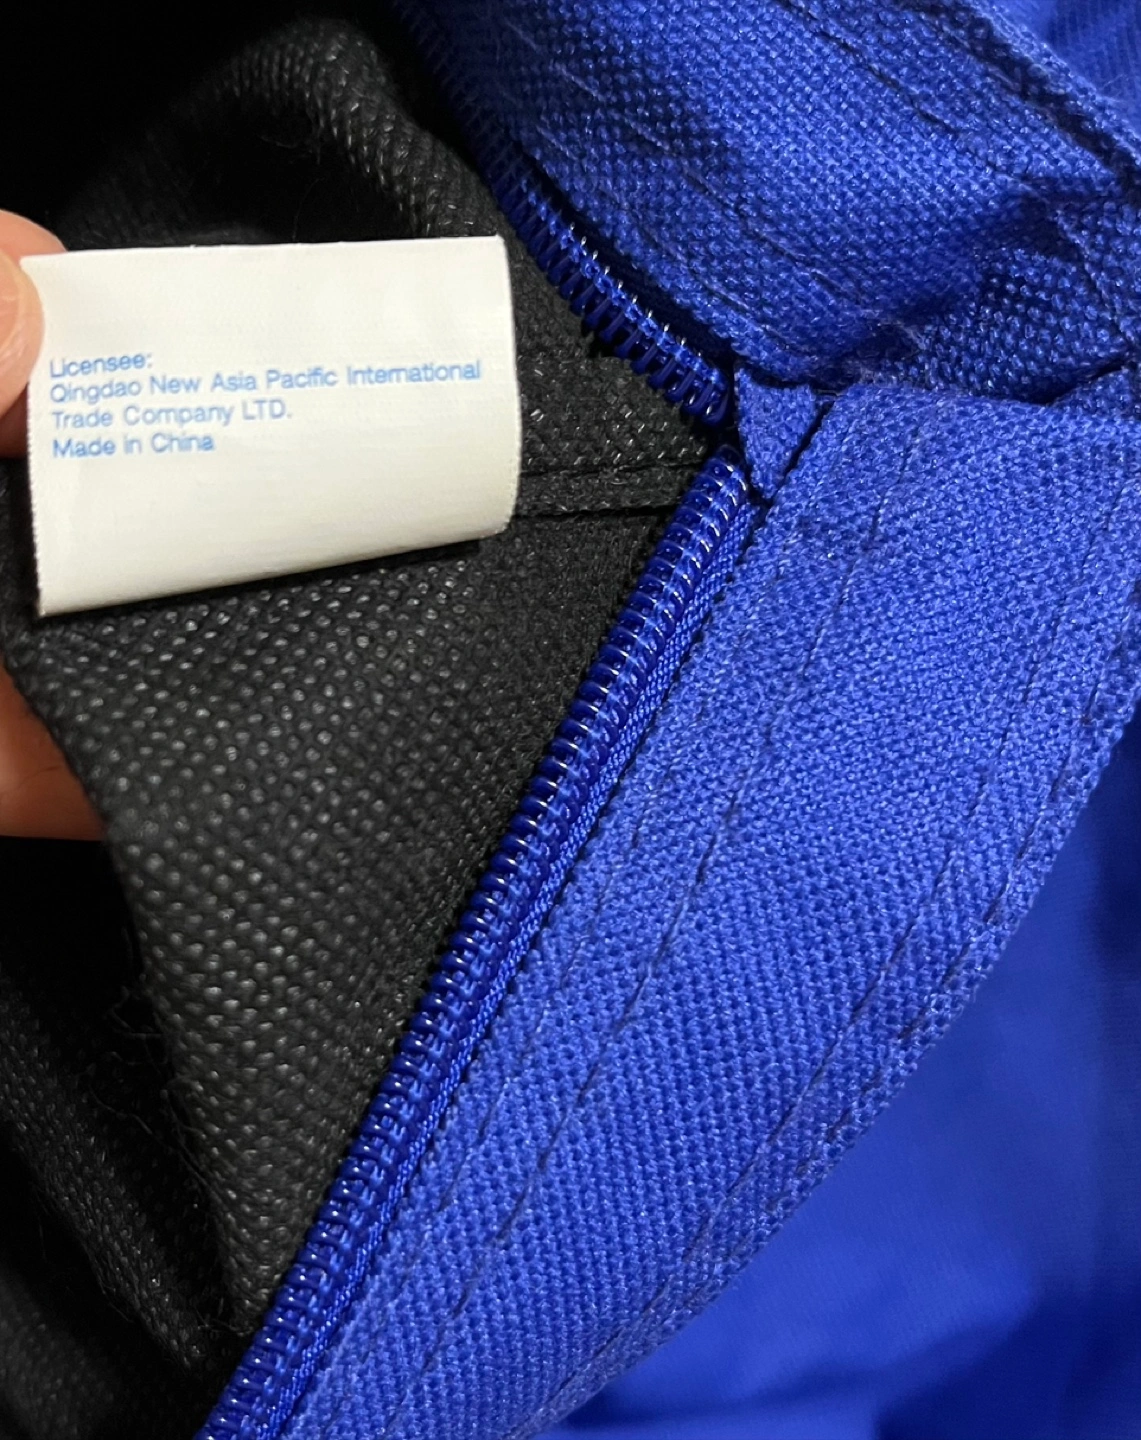 Licensee:
Qingdao New Asia Pacific International
Trade Company LTD.
Made in China